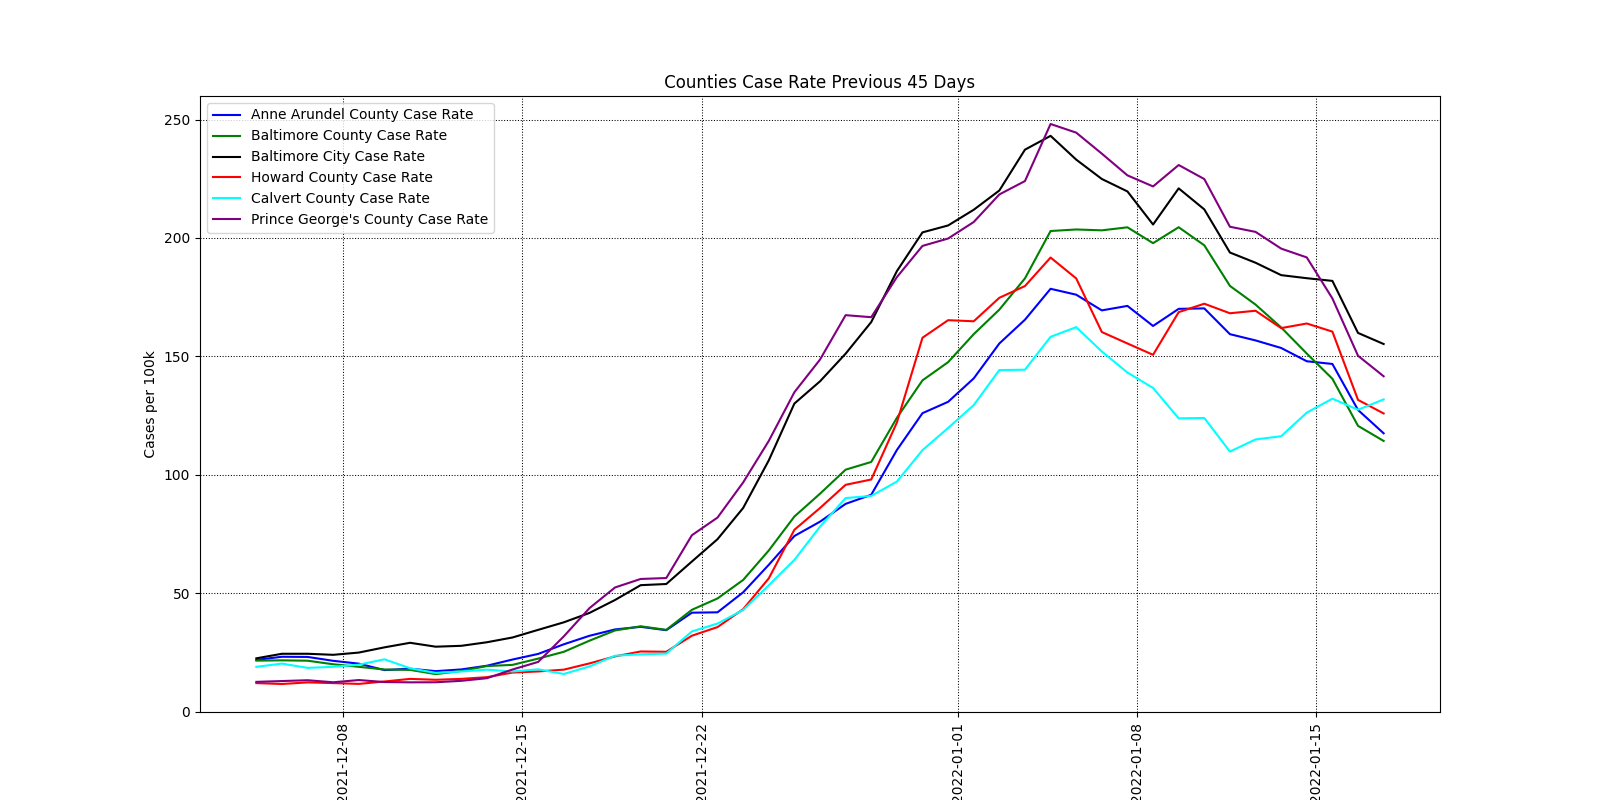 Counties Case Rate Previous 45 Days
Anne Arundel County Case Rate
Baltimore County Case Rate
Baltimore City Case Rate
Howard County Case Rate
Calvert County Case Rate
Prince George's County Case Rate
Cases per 100k
250
200
150
100
50
0
2021-12-08
2021-12-15
2021-12-22
2022-01-01
2022-01-08
2022-01-15